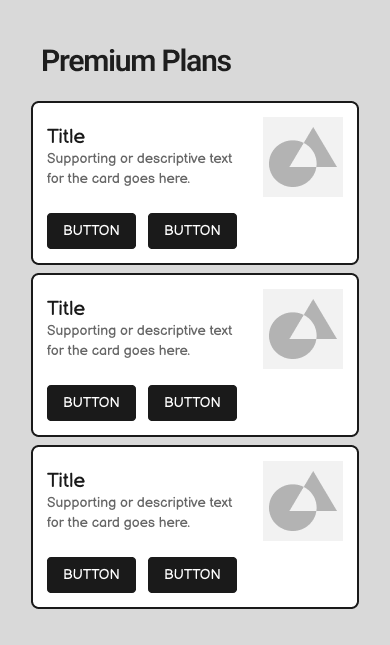 Premium Plans
Title
Supporting or descriptive text
for the card goes here.
BUTTON BUTTON
Title
Supporting or descriptive text
for the card goes here.
BUTTON BUTTON
Title
Supporting or descriptive text
for the card goes here.
BUTTON BUTTON